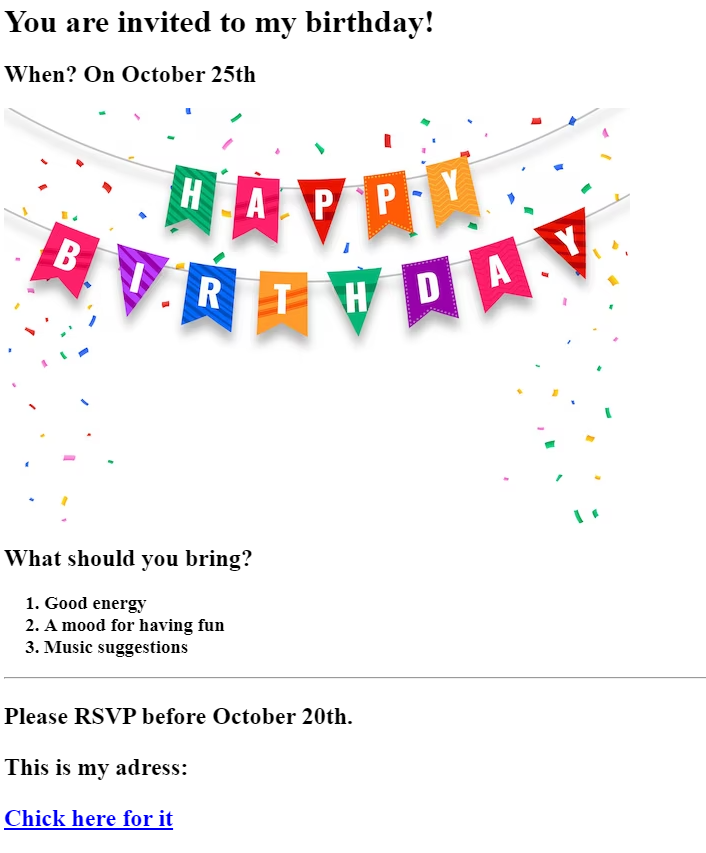 You are invited to my birthday!
When? On October 25th
HAPPY
BIRTHDAY
What should you bring?
1. Good energy
2. A mood for having fun
3. Music suggestions
Please RSVP before October 20th.
This is my adress:
Chick here for it